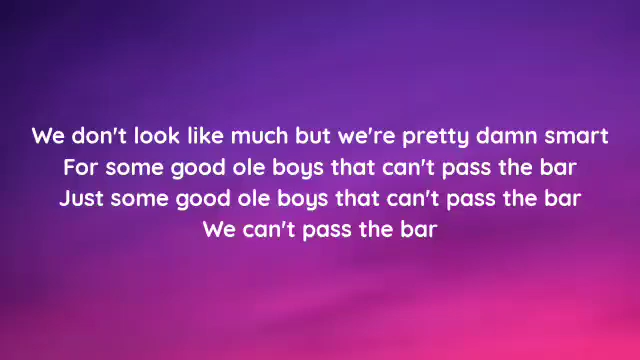 We don't look like much but we're pretty damn smart
For some good ole boys that can't pass the bar
Just some good ole boys that can't pass the bar
We can't pass the bar